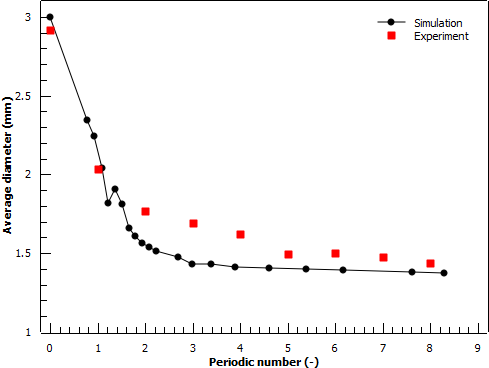 Simulation
Experiment
3
2.5
2
1.5
1
Average diameter (mm)
0 1 2 3 4 5 6 7 8 9
Periodic number (-)